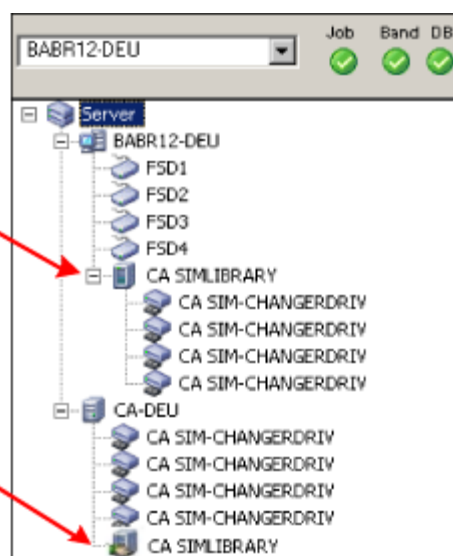 BABR12-DEU
Job Band DB
Server
BABR12-DEU
FSD1
FSD2
FSD3
FSD4
CA SIMLIBRARY
CA SIM-CHANGERDRIV
CA SIM-CHANGERDRIV
CA SIM-CHANGERDRIV
CA SIM-CHANGERDRIV
CA-DEU
CA SIM-CHANGERDRIV
CA SIM-CHANGERDRIV
CA SIM-CHANGERDRIV
CA SIM-CHANGERDRIV
CA SIMLIBRARY